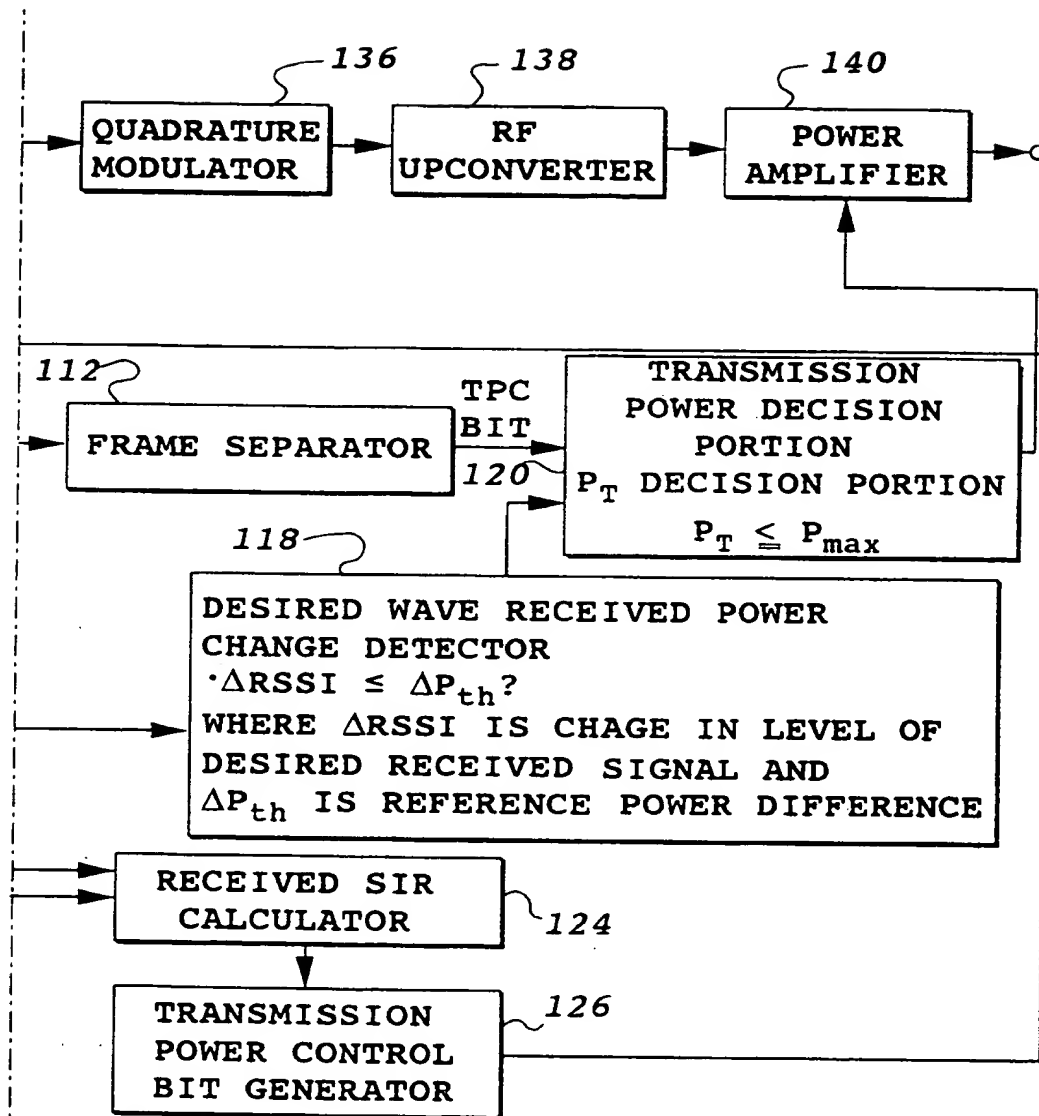 136
138
140
QUADRATURE
MODULATOR
RF
UPCONVERTER
POWER
AMPLIFIER
112
FRAME SEPARATOR
TPC
BIT
120
TRANSMISSION
POWER DECISION
PORTION
P_T DECISION PORTION
P_T ≦ P_max
118
DESIRED WAVE RECEIVED POWER
CHANGE DETECTOR
·ΔRSSI ≤ ΔP_th?
WHERE ΔRSSI IS CHAGE IN LEVEL OF
DESIRED RECEIVED SIGNAL AND
ΔP_th IS REFERENCE POWER DIFFERENCE
RECEIVED SIR
CALCULATOR
124
TRANSMISSION
POWER CONTROL
BIT GENERATOR
126